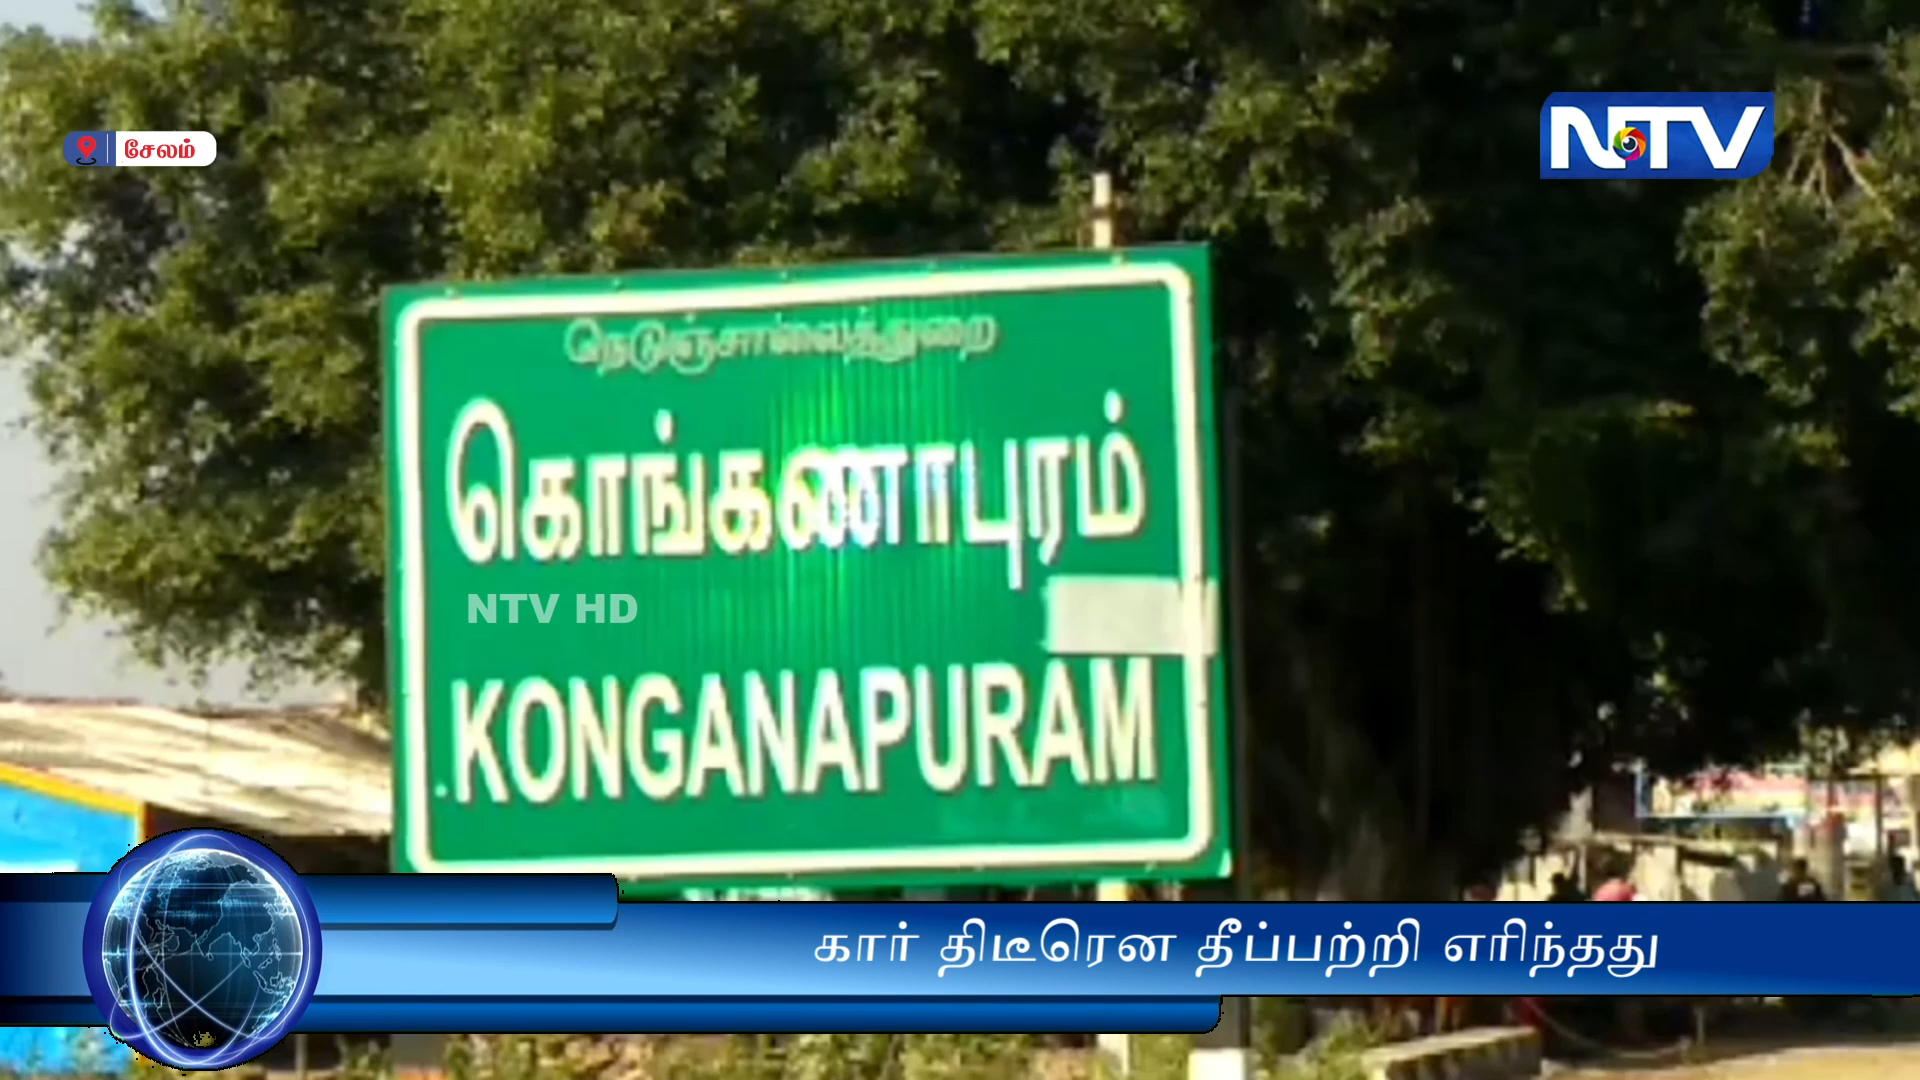 சேலம்
NTV
நெடுஞ்சாலைத்துறை
கொங்கணாபுரம்
NTV HD
KONGANAPURAM
கார் திடீரென தீப்பற்றி எரிந்தது